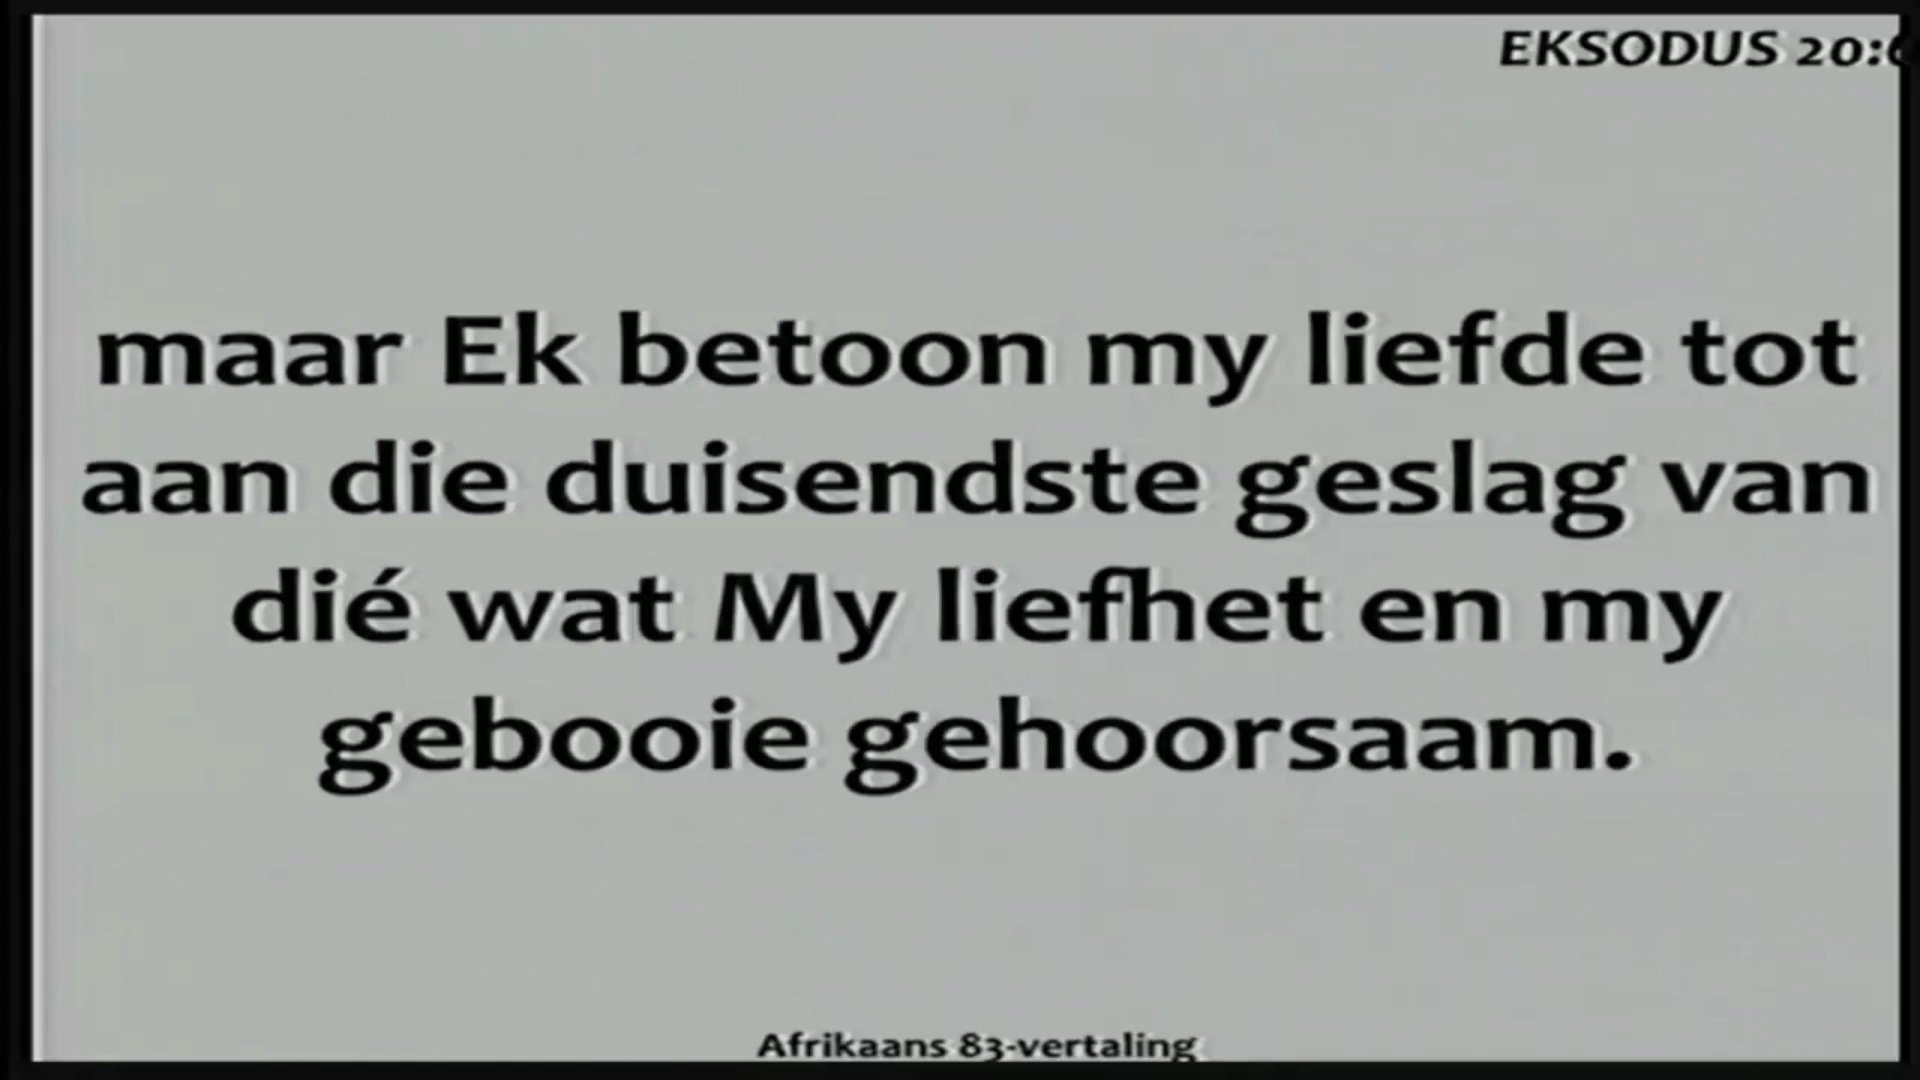 EKSODUS 20:6
maar Ek betoon my liefde tot
aan die duisendste geslag van
dié wat My liefhet en my
gebooie gehoorsaam.
Afrikaans 83-vertaling